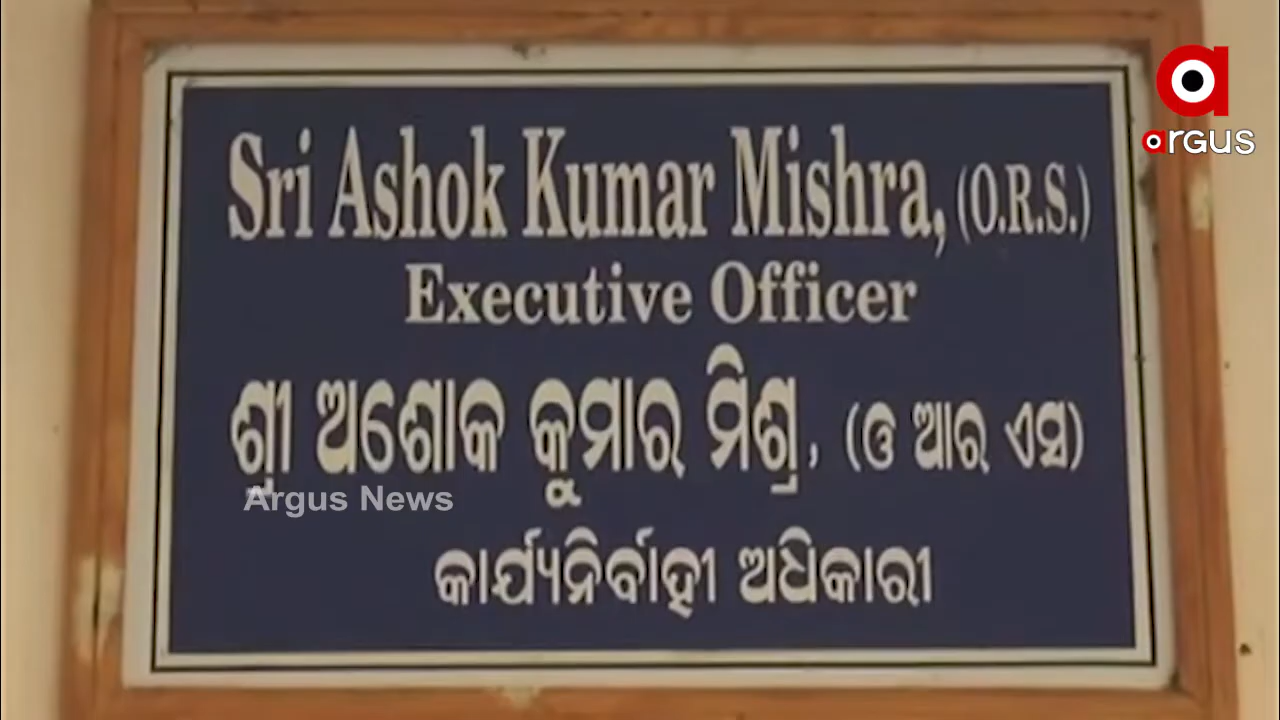 Sri Ashok Kumar Mishra, (O.R.S.)
Executive Officer
ଶ୍ରୀ ଅଶୋକ କୁମାର ମିଶ୍ର, (ଓ ଆର ଏସ)
Argus News
କାର୍ଯ୍ୟନିର୍ବାହୀ ଅଧିକାରୀ
argus